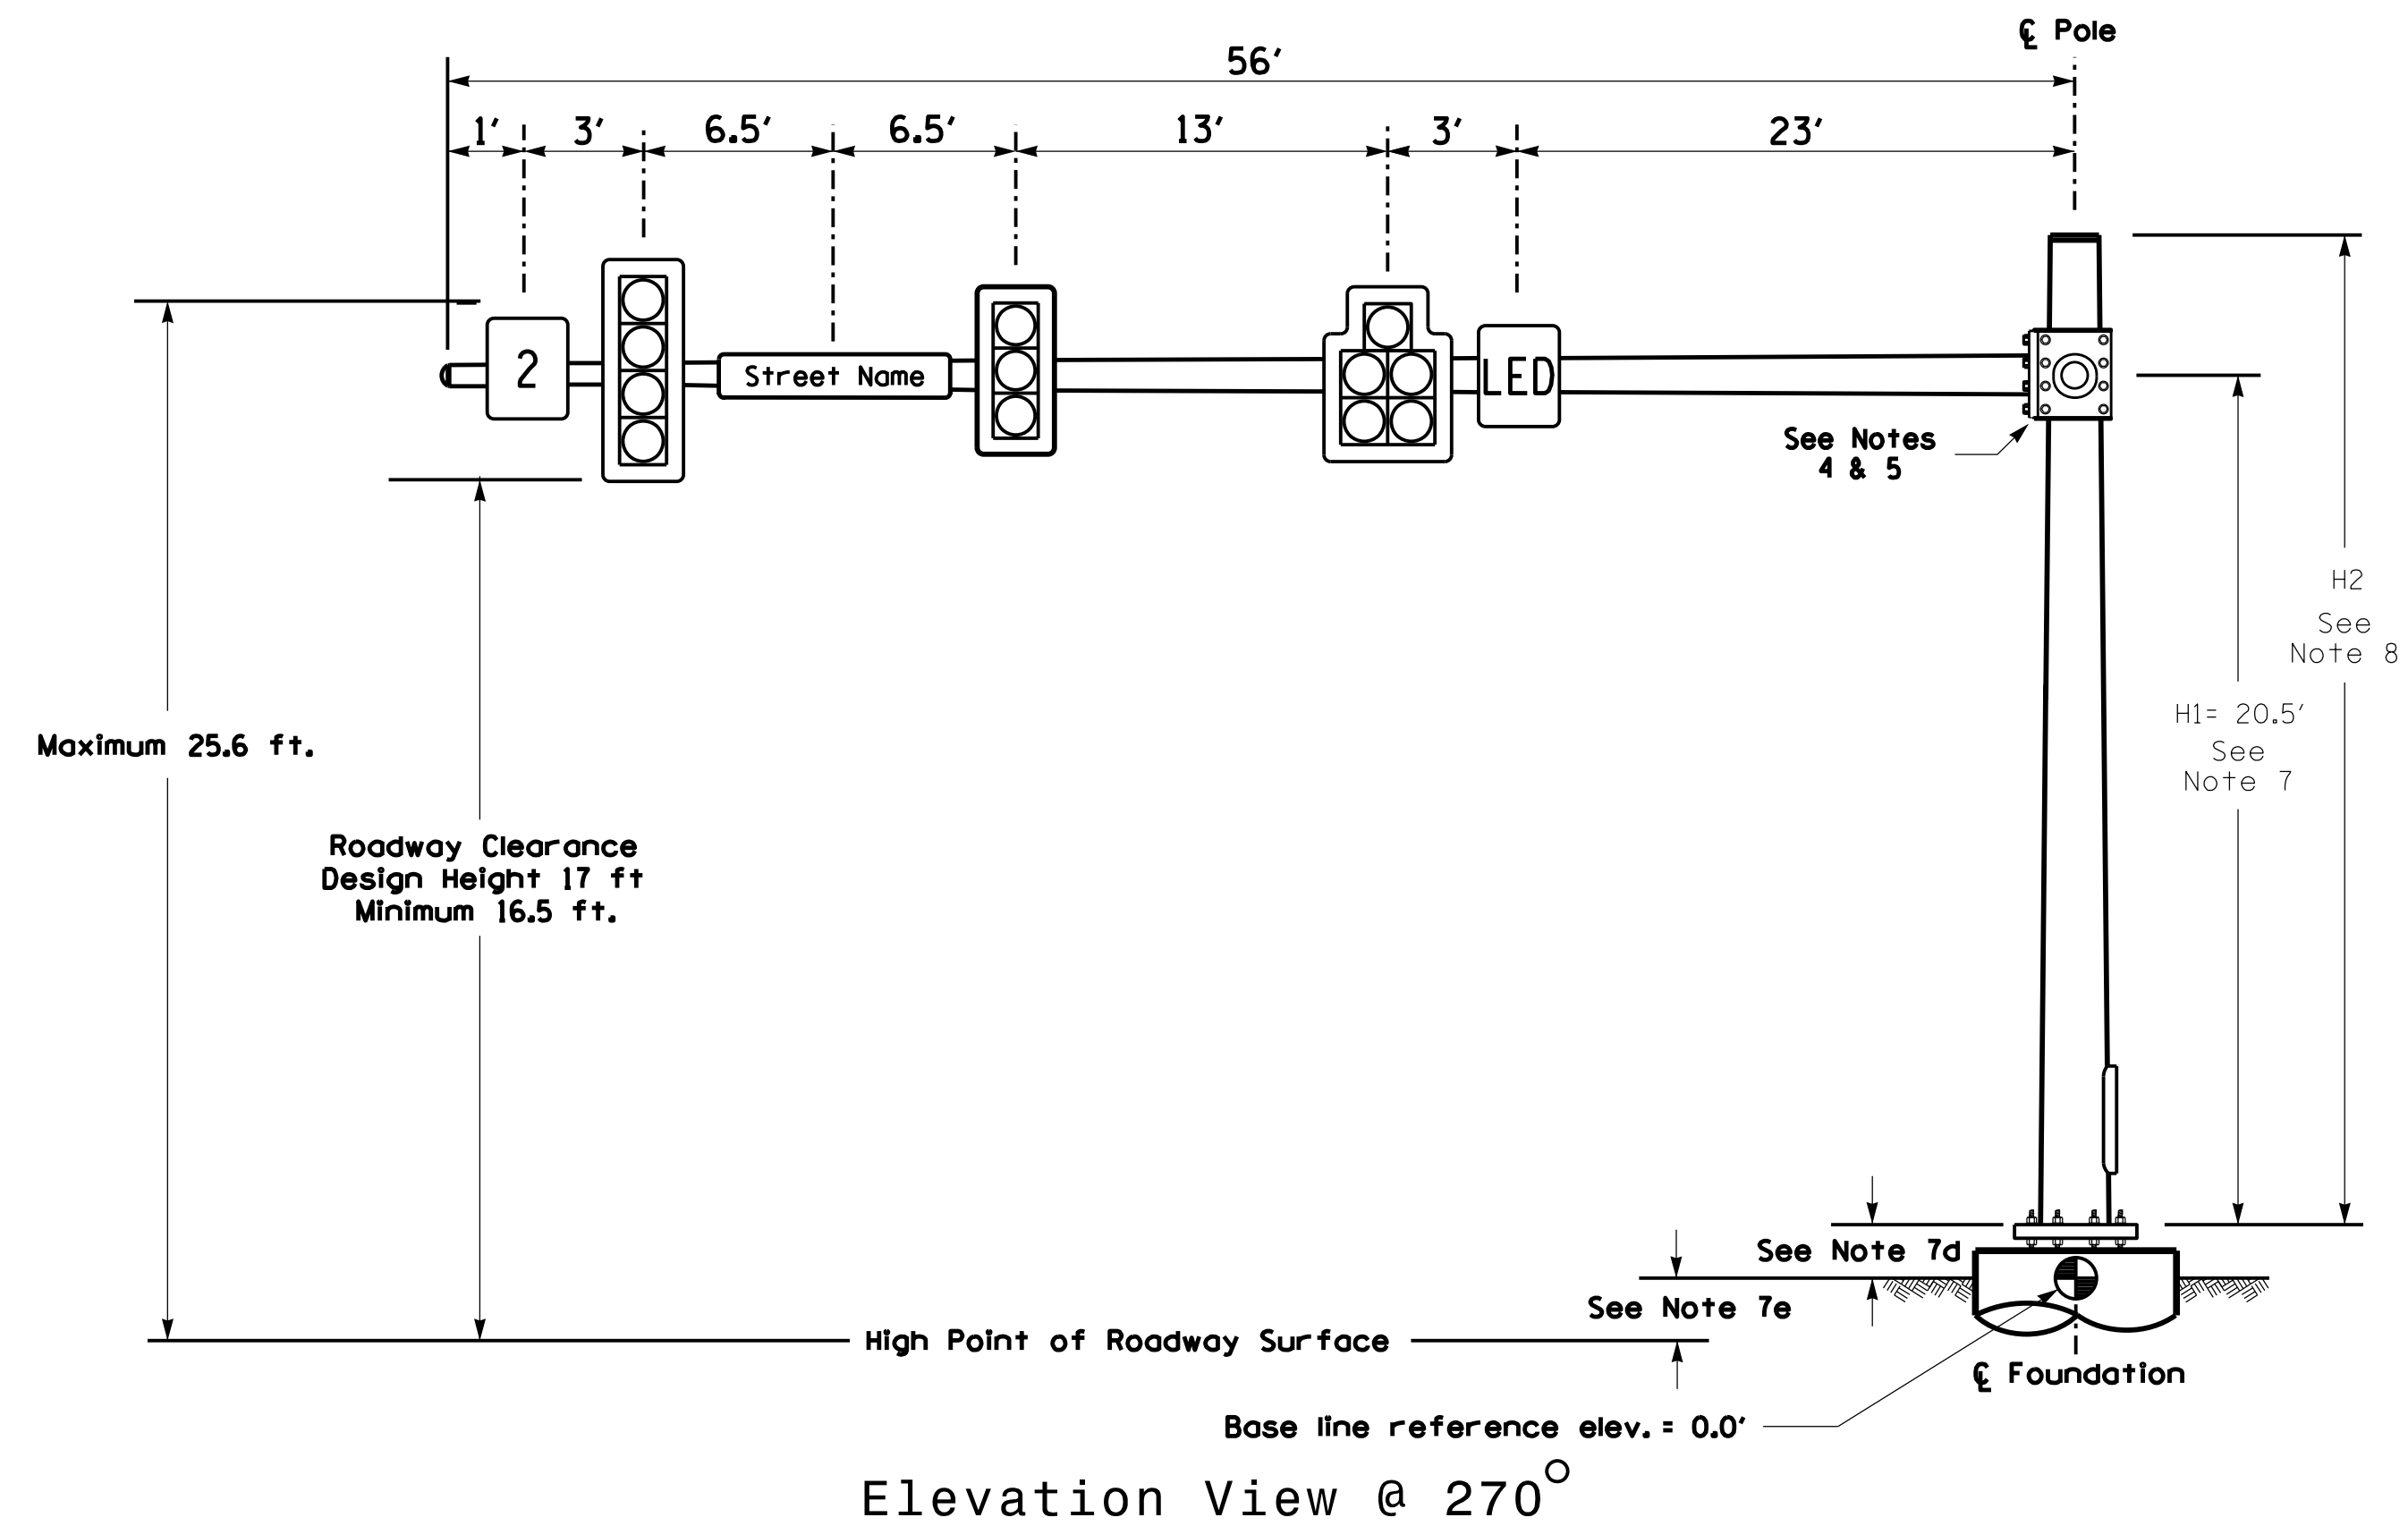 ℄ Pole
56′
1′ 3′ 6.5′ 6.5′ 13′ 3′ 23′
2
Street Name
LED
See Notes
4 & 5
H2
See
Note 8
H1= 20.5′
See
Note 7
Maximum 25.6 ft.
Roadway Clearance
Design Height 17 ft
Minimum 16.5 ft.
See Note 7d
See Note 7e
High Point of Roadway Surface
℄ Foundation
Base line reference elev. = 0.0′
Elevation View @ 270°